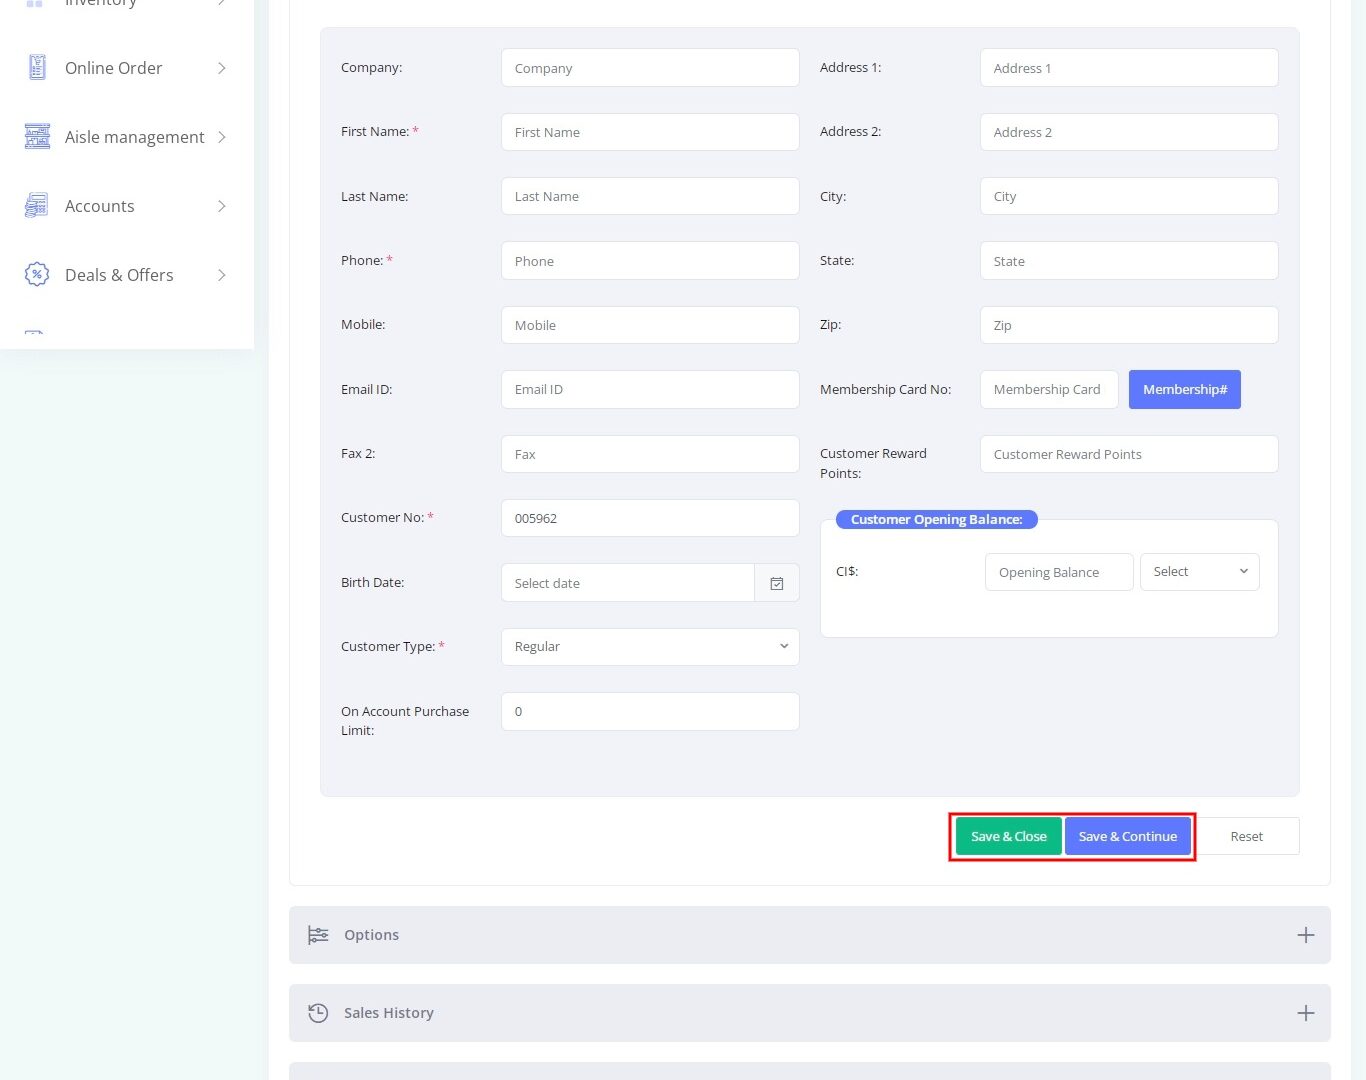 Inventory
Online Order
Aisle management
Accounts
Deals & Offers
Company:
Company
Address 1:
Address 1
First Name: *
First Name
Address 2:
Address 2
Last Name:
Last Name
City:
City
Phone: *
Phone
State:
State
Mobile:
Mobile
Zip:
Zip
Email ID:
Email ID
Membership Card No:
Membership Card
Membership#
Fax 2:
Fax
Customer Reward
Points:
Customer Reward Points
Customer No: *
005962
Customer Opening Balance:
CI$:
Opening Balance
Select
Birth Date:
Select date
Customer Type: *
Regular
On Account Purchase
Limit:
0
Save & Close
Save & Continue
Reset
Options
Sales History